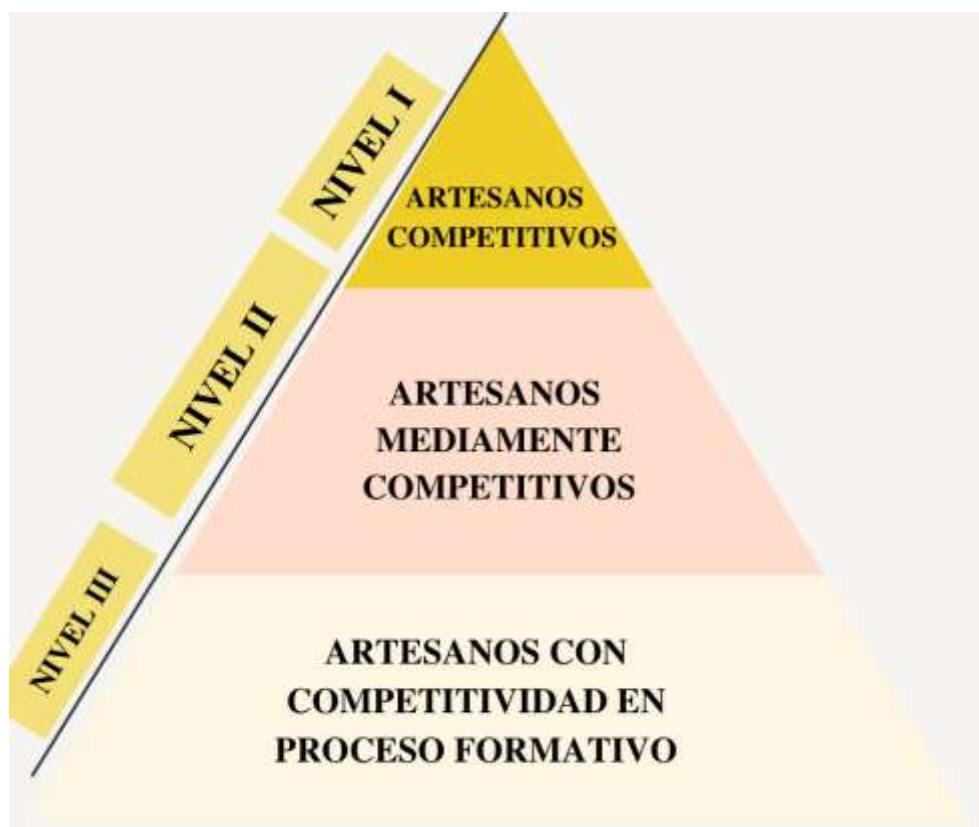 NIVEL I
ARTESANOS
COMPETITIVOS
NIVEL II
ARTESANOS
MEDIAMENTE
COMPETITIVOS
NIVEL III
ARTESANOS CON
COMPETITIVIDAD EN
PROCESO FORMATIVO